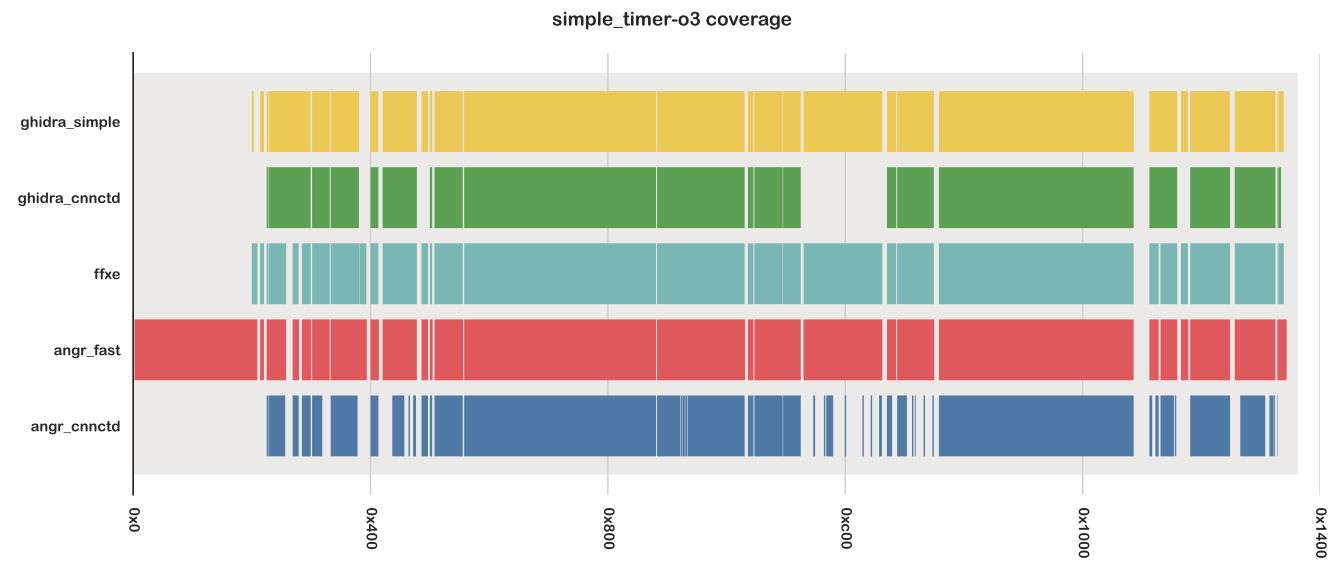 simple_timer-o3 coverage
ghidra_simple
ghidra_cnnctd
ffxe
angr_fast
angr_cnnctd
0x0
0x400
0x800
0xc00
0x1000
0x1400